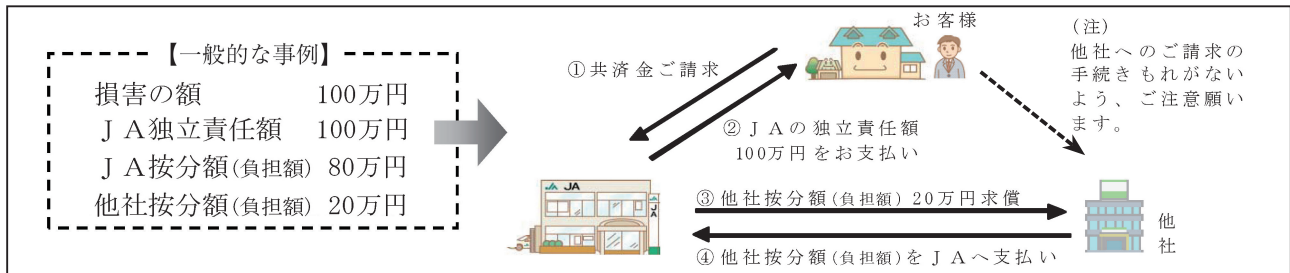 【一般的な事例】
損害の額 100万円
ＪＡ独立責任額 100万円
ＪＡ按分額(負担額) 80万円
他社按分額(負担額) 20万円
お客様
①共済金ご請求
②ＪＡの独立責任額
100万円をお支払い
(注)
他社へのご請求の
手続きもれがない
よう、ご注意願い
ます。
JA JA
JA
③他社按分額(負担額) 20万円求償
④他社按分額(負担額)をＪＡへ支払い
他社